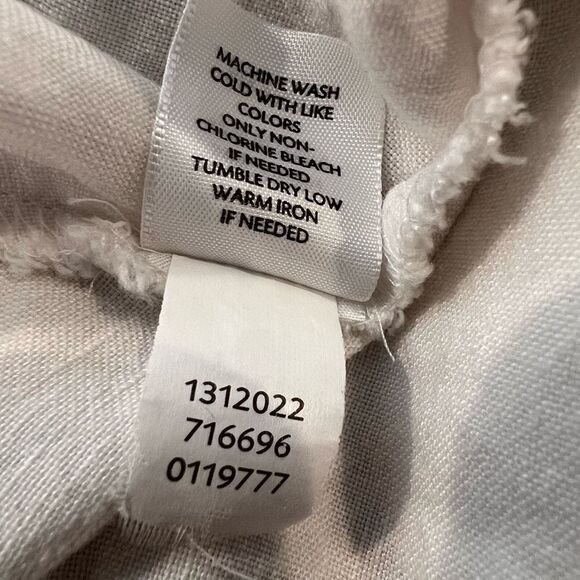 MACHINE WASH
COLD WITH LIKE
COLORS
ONLY NON-
CHLORINE BLEACH
IF NEEDED
TUMBLE DRY LOW
WARM IRON
IF NEEDED
1312022
716696
0119777